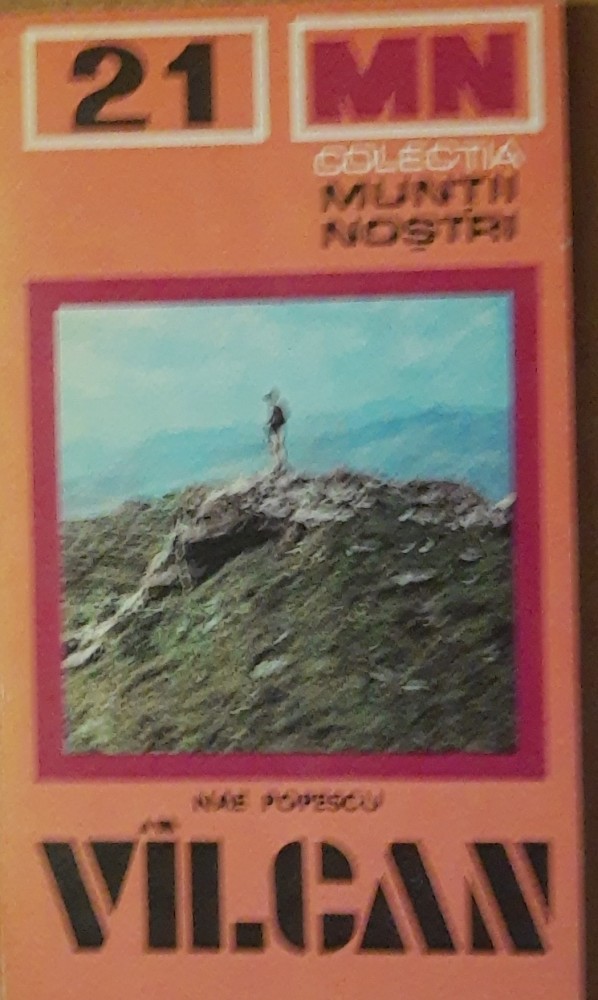 21
MN
COLECȚIA
MUNȚII
NOȘTRI
NAE POPESCU
VÎLCAN